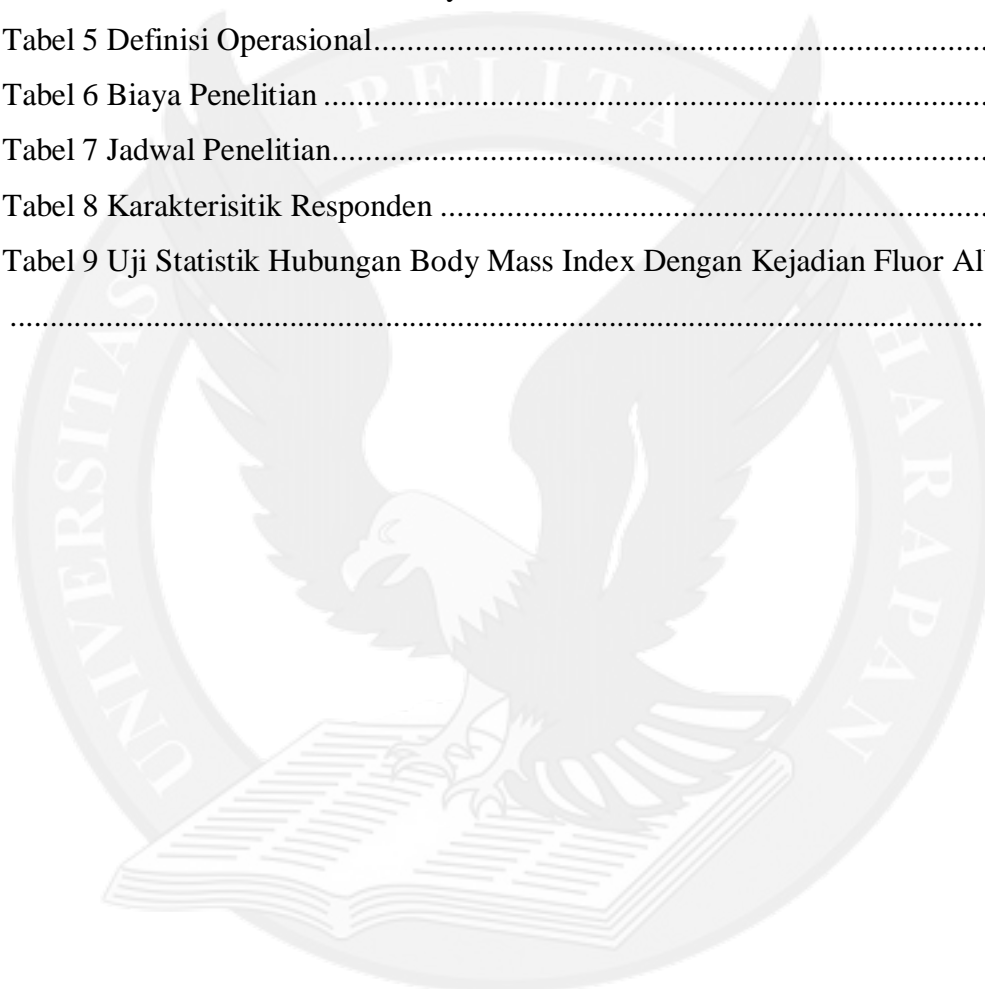 Tabel 5 Definisi Operasional..................................................................................
Tabel 6 Biaya Penelitian ........................................................................................
Tabel 7 Jadwal Penelitian.......................................................................................
Tabel 8 Karakterisitik Responden ..........................................................................
Tabel 9 Uji Statistik Hubungan Body Mass Index Dengan Kejadian Fluor
.............................................................................................................................
UNIVERSITAS PELITA HARAPAN